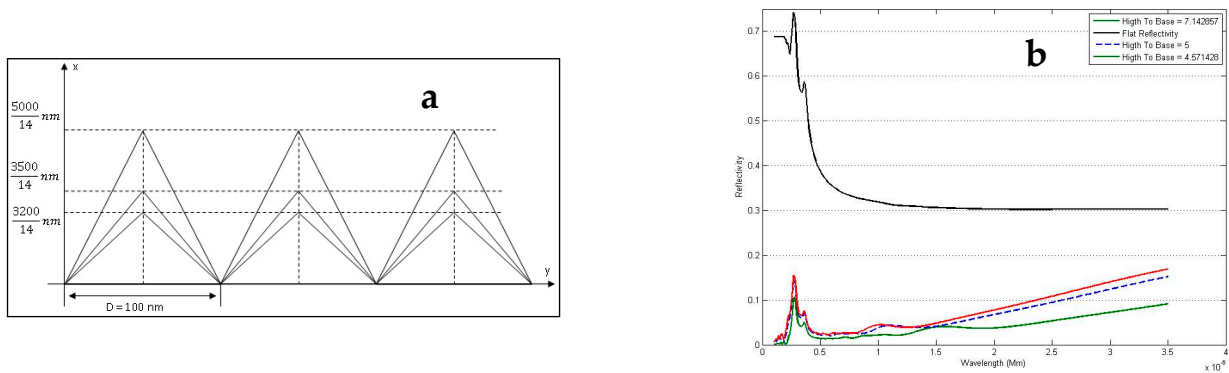 x
a
5000
14 nm
3500
14 nm
3200
14 nm
y
D = 100 nm
b
Higth To Base = 7.142857
Flat Reflectivity
Higth To Base = 5
Higth To Base = 4.571428
Reflectivity
0.7
0.6
0.5
0.4
0.3
0.2
0.1
0
0 0.5 1 1.5 2 2.5 3 3.5 4
Wavelength (Mm)
x 10⁻⁶